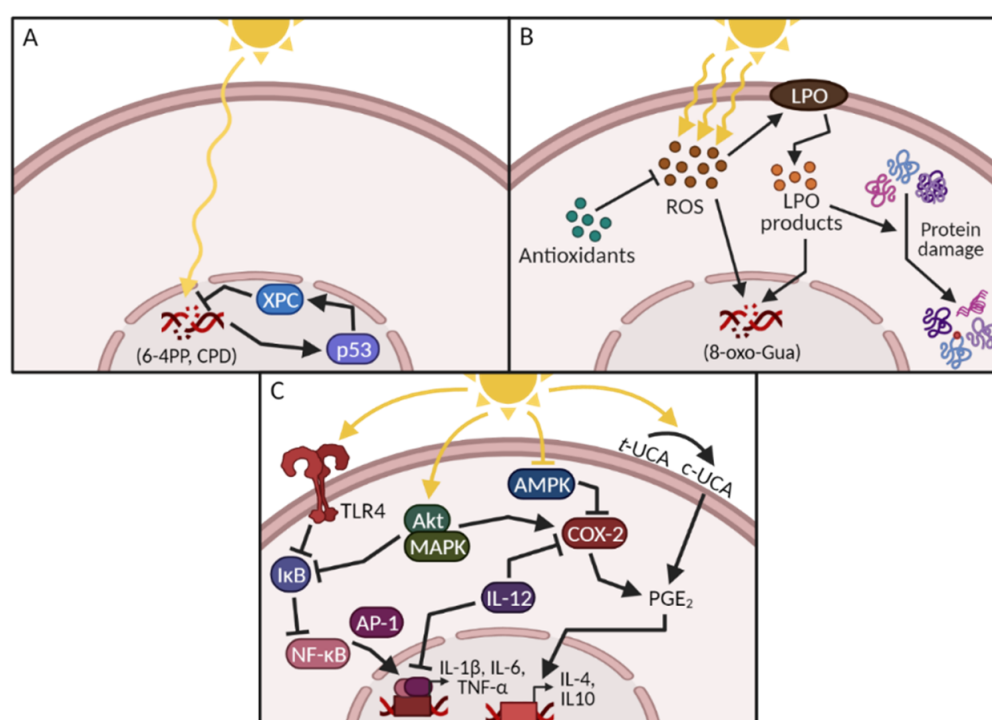 A
XPC
p53
(6-4PP, CPD)
B
LPO
ROS
LPO
products
Antioxidants
Protein
damage
(8-oxo-Gua)
C
t-UCA
c-UCA
TLR4
AMPK
Akt
MAPK
COX-2
IκB
IL-12
PGE₂
AP-1
NF-κB
IL-1β, IL-6,
TNF-α
IL-4,
IL10